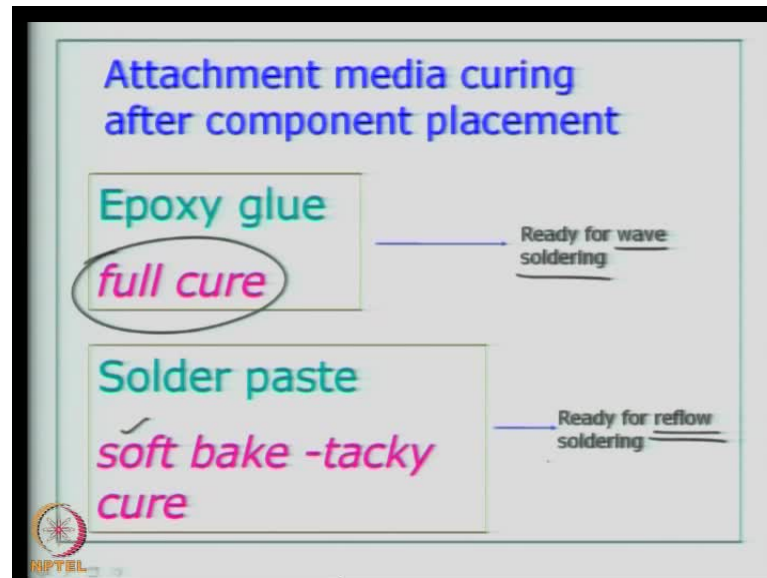 Attachment media curing
after component placement
Epoxy glue
full cure
Ready for wave
soldering
Solder paste
soft bake -tacky
cure
Ready for reflow
soldering
NPTEL